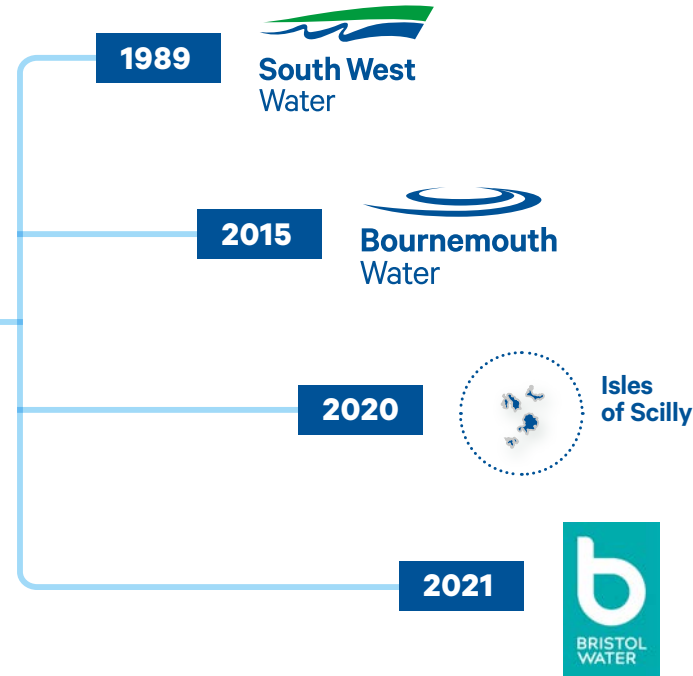 1989
South West
Water
2015
Bournemouth
Water
2020
Isles
of Scilly
2021
b
BRISTOL
WATER